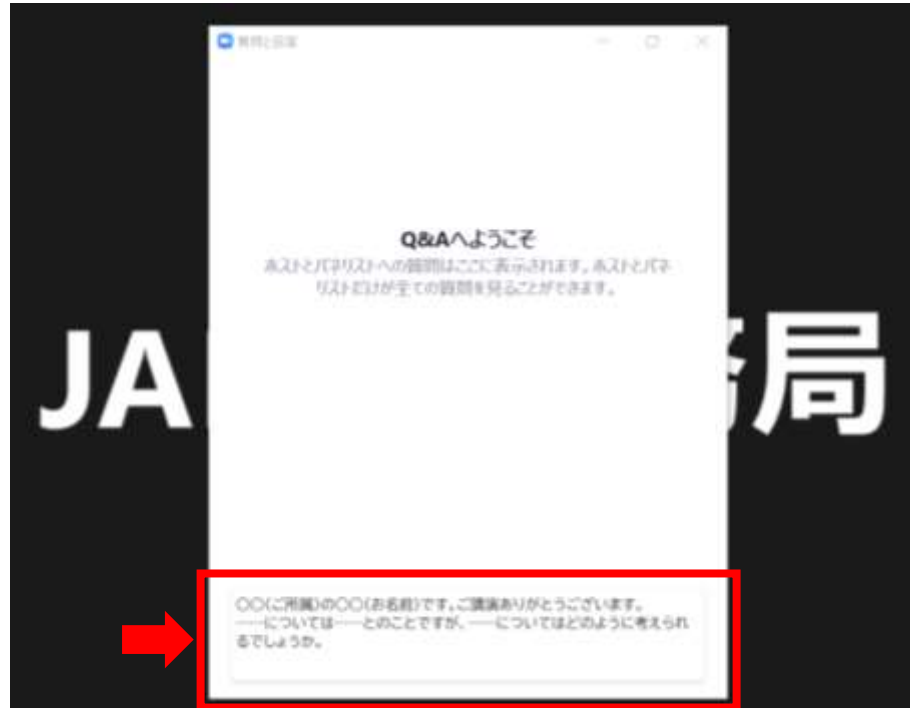 質問と回答
Q&Aへようこそ
ホストとパネリストへの質問はここに表示されます。ホストとパネ
リストだけが全ての質問を見ることができます。
JA
局
〇〇(ご所属)の〇〇(お名前)です。ご講演ありがとうございます。
──については──とのことですが、──についてはどのように考えられ
るでしょうか。